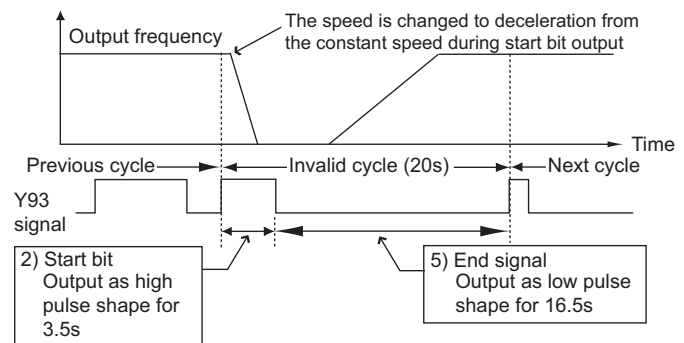 Output frequency
The speed is changed to deceleration from
the constant speed during start bit output
Time
Previous cycle
Invalid cycle (20s)
Next cycle
Y93
signal
2) Start bit
Output as high
pulse shape for
3.5s
5) End signal
Output as low pulse
shape for 16.5s